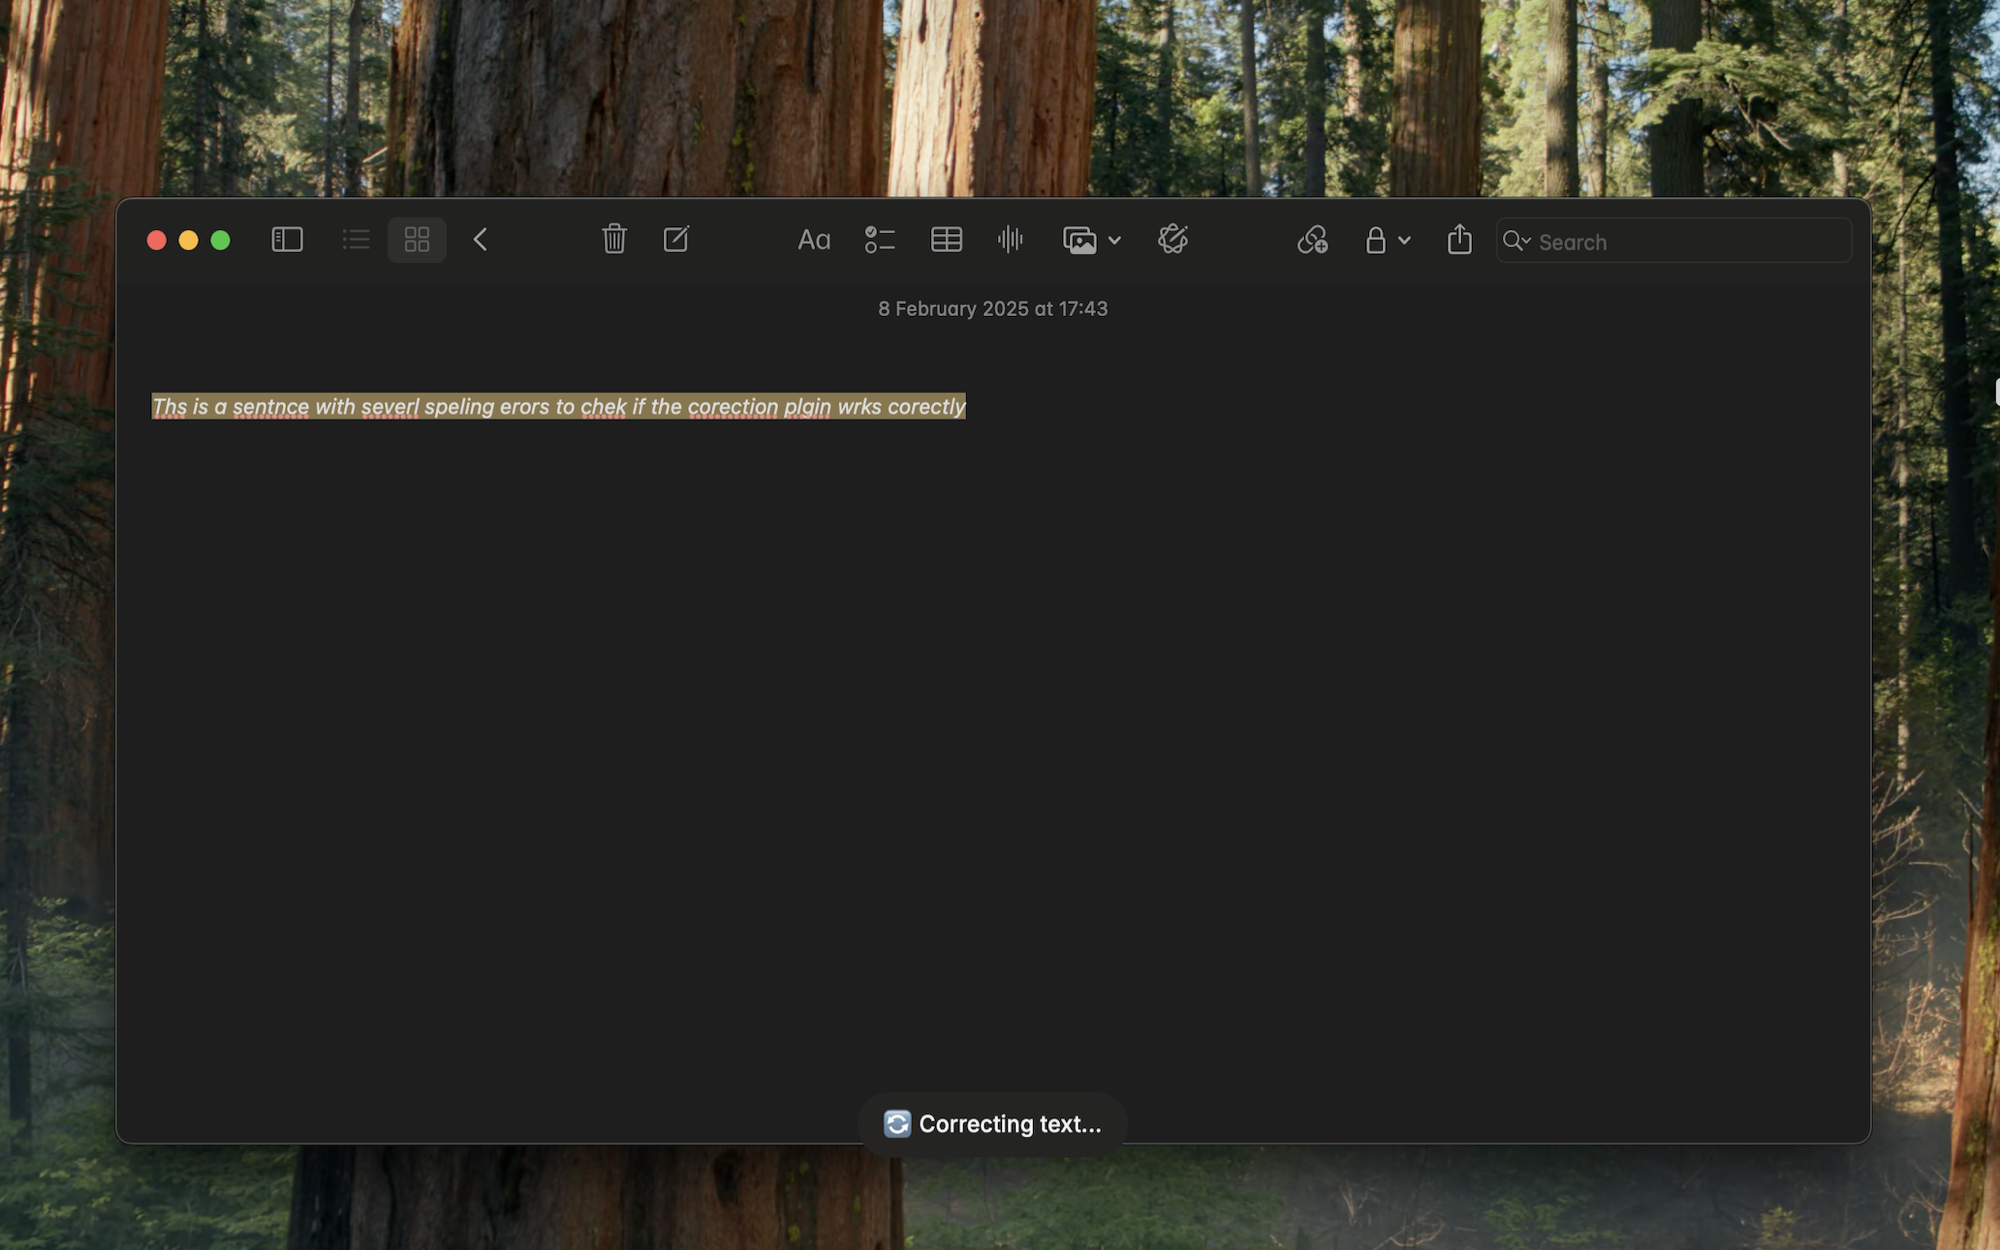 Aa
Search
8 February 2025 at 17:43
Ths is a sentnce with severl speling erors to chek if the corection plgin wrks corectly
Correcting text...